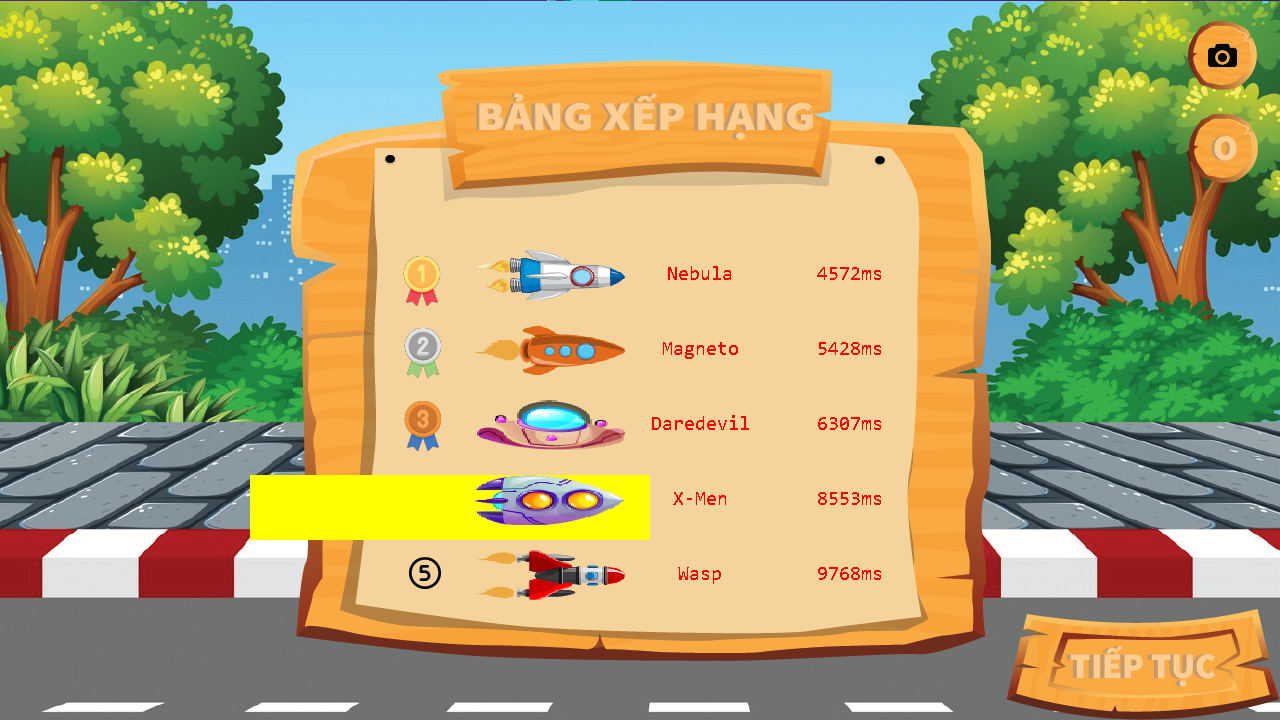 BẢNG XẾP HẠNG
0
1 Nebula 4572ms
2 Magneto 5428ms
3 Daredevil 6307ms
X-Men 8553ms
5 Wasp 9768ms
TIẾP TỤC